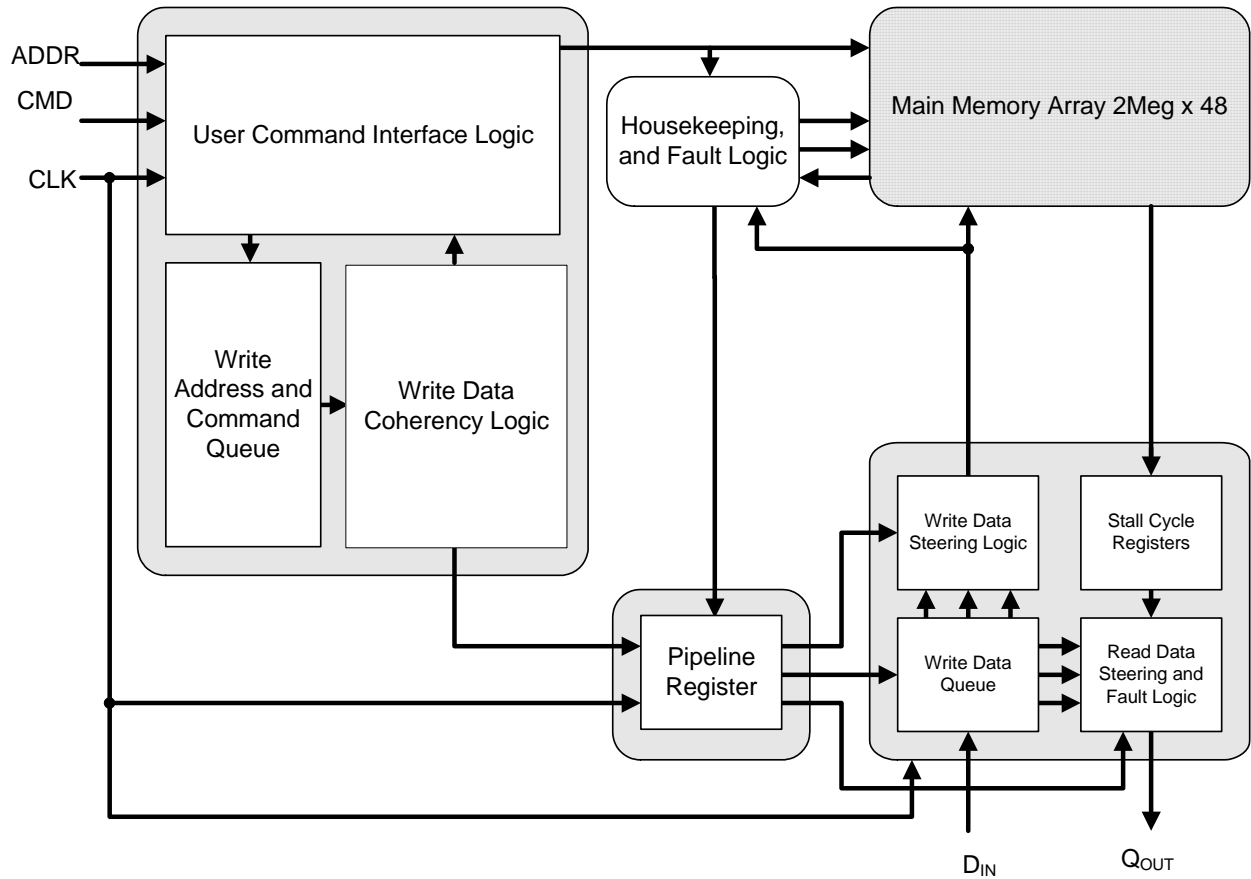 ADDR
CMD
CLK
User Command Interface Logic
Housekeeping,
and Fault Logic
Main Memory Array 2Meg x 48
Write
Address and
Command
Queue
Write Data
Coherency Logic
Write Data
Steering Logic
Stall Cycle
Registers
Pipeline
Register
Write Data
Queue
Read Data
Steering and
Fault Logic
DIN
QOUT